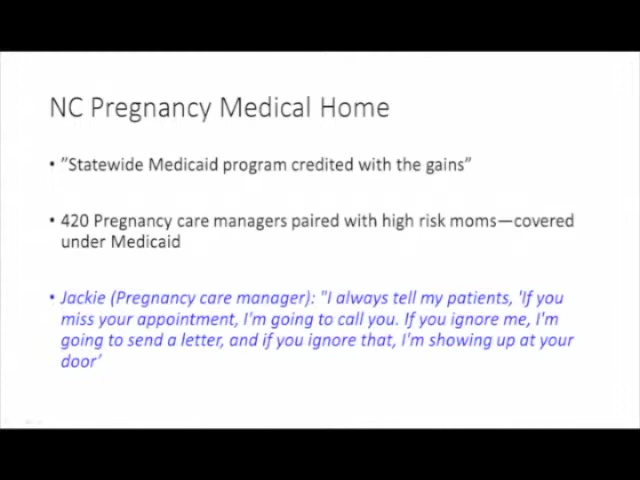 NC Pregnancy Medical Home
• ”Statewide Medicaid program credited with the gains”
• 420 Pregnancy care managers paired with high risk moms—covered
under Medicaid
• Jackie (Pregnancy care manager): "I always tell my patients, 'If you
miss your appointment, I'm going to call you. If you ignore me, I'm
going to send a letter, and if you ignore that, I'm showing up at your
door’